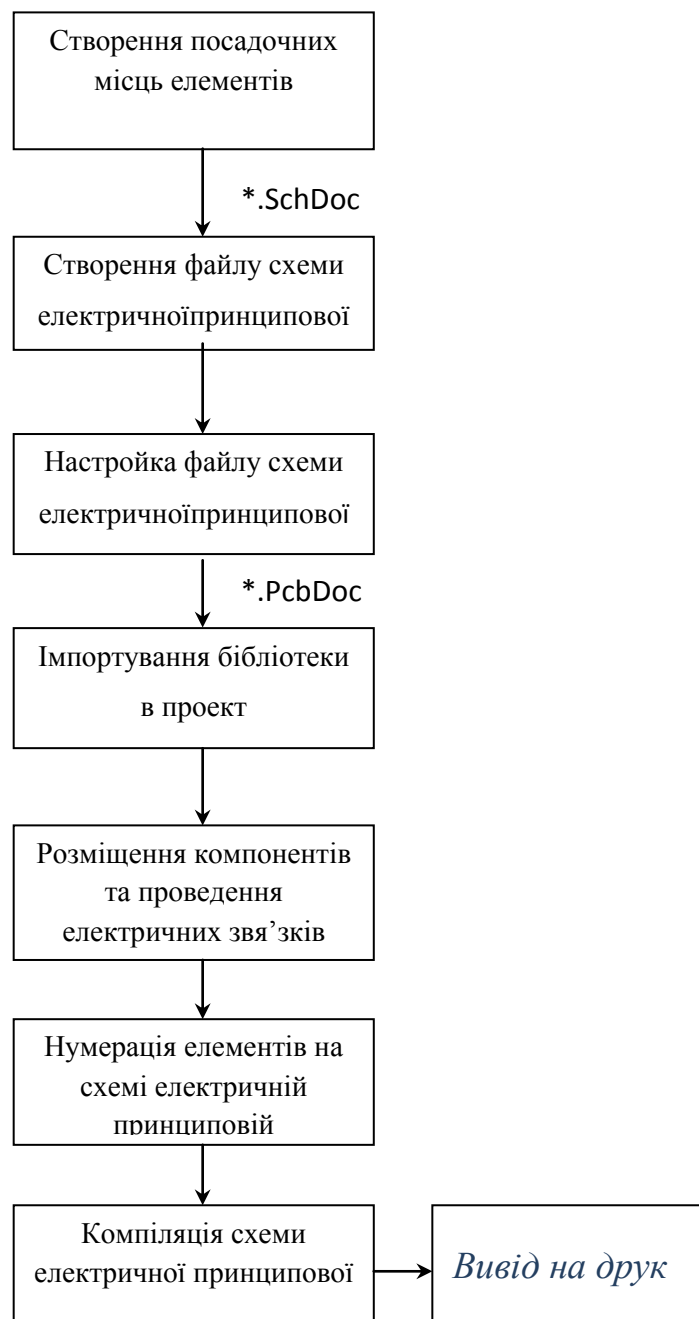 Створення посадочних
місць елементів
*.SchDoc
Створення файлу схеми
електричноїпринципової
Настройка файлу схеми
електричноїпринципової
*.PcbDoc
Імпортування бібліотеки
в проект
Розміщення компонентів
та проведення
електричних звя’зків
Нумерація елементів на
схемі електричній
принциповій
Компіляція схеми
електричної принципової
Вивід на друк